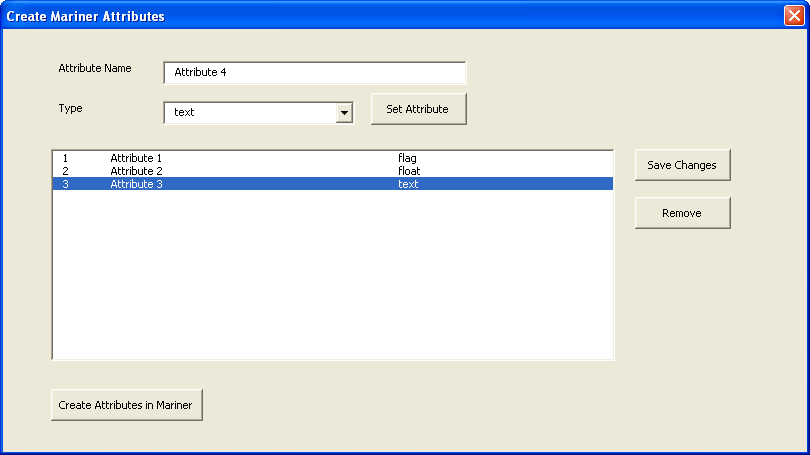 Create Mariner Attributes
Attribute Name Attribute 4
Type text Set Attribute
1 Attribute 1 flag
2 Attribute 2 float
3 Attribute 3 text
Save Changes
Remove
Create Attributes in Mariner